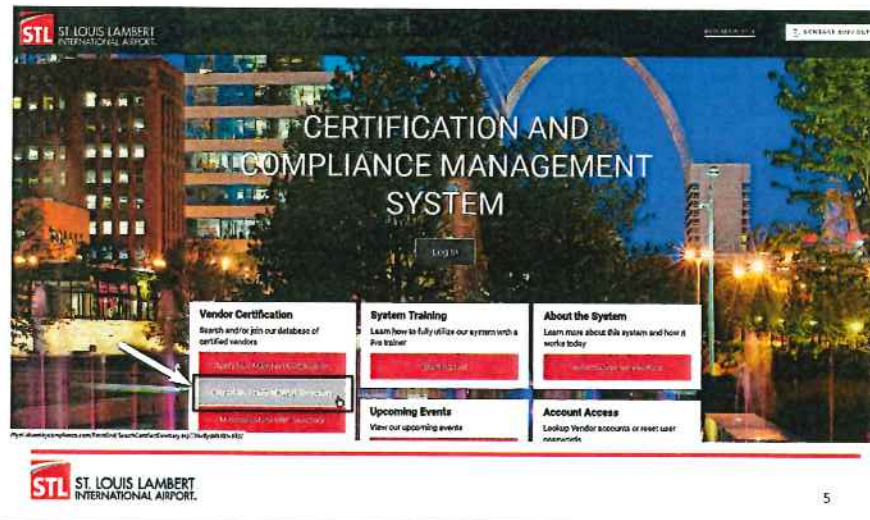 STL ST. LOUIS LAMBERT
INTERNATIONAL AIRPORT.
CERTIFICATION AND
COMPLIANCE MANAGEMENT
SYSTEM
Log In
Vendor Certification
Search and/or join our database of
certified vendors
System Training
Learn how to fully utilize our system with a
live trainer
About the System
Learn more about this system and how it
works today
Upcoming Events
View our upcoming events
Account Access
Lookup Vendor accounts or reset user
passwords
STL ST. LOUIS LAMBERT
INTERNATIONAL AIRPORT.
5